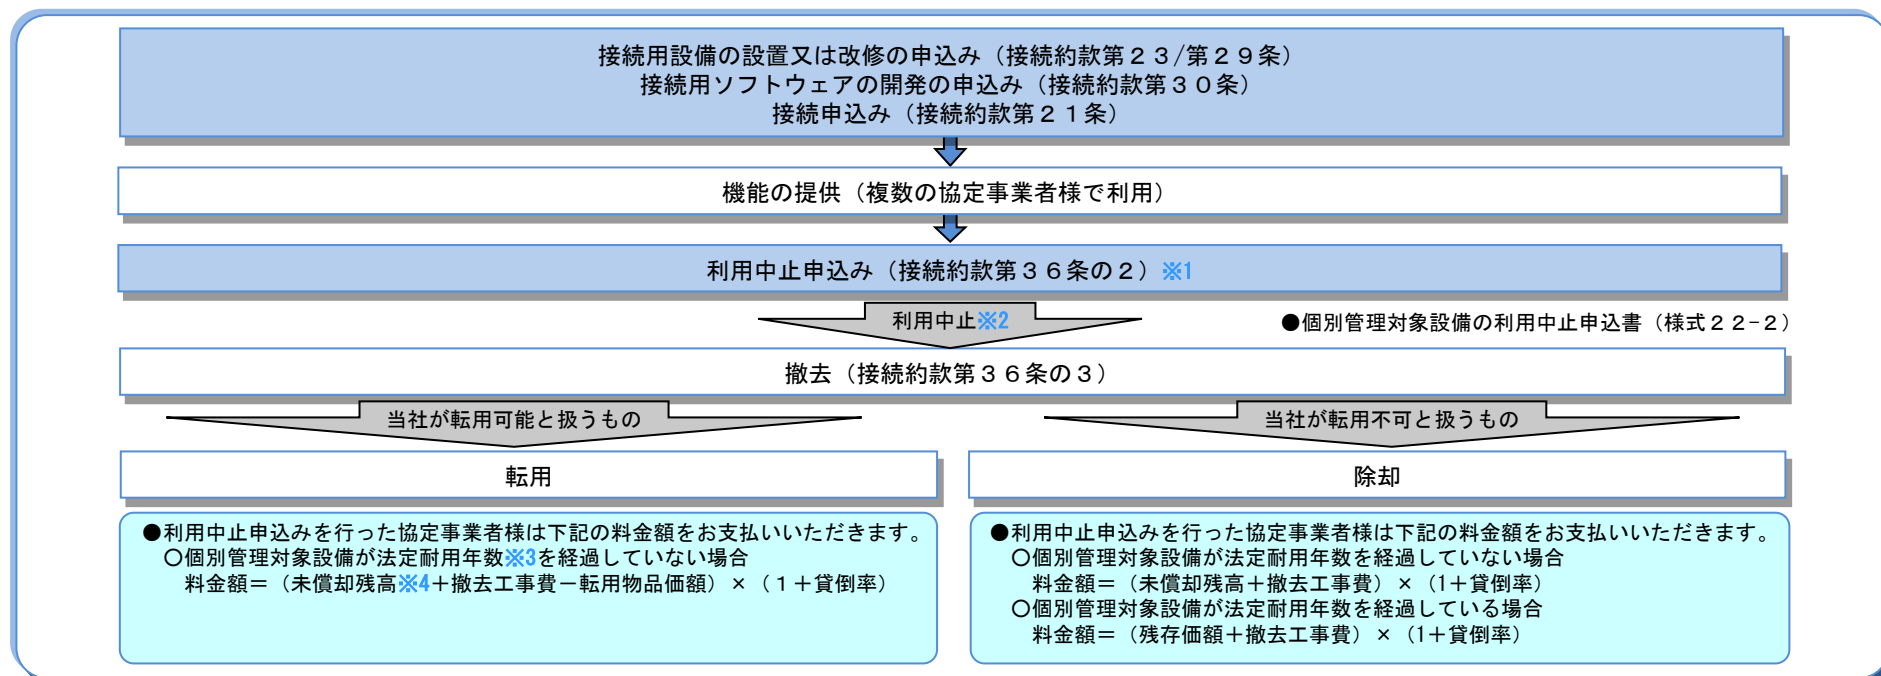 接続用設備の設置又は改修の申込み（接続約款第２３/第２９条）
接続用ソフトウェアの開発の申込み（接続約款第３０条）
接続申込み（接続約款第２１条）
機能の提供（複数の協定事業者様で利用）
利用中止申込み（接続約款第３６条の２）※1
利用中止※2
●個別管理対象設備の利用中止申込書（様式２２−２）
撤去（接続約款第３６条の３）
当社が転用可能と扱うもの
当社が転用不可と扱うもの
転用
除却
●利用中止申込みを行った協定事業者様は下記の料金額をお支払いいただきます。
○個別管理対象設備が法定耐用年数※3を経過していない場合
料金額＝（未償却残高※4＋撤去工事費－転用物品価額）×（１＋貸倒率）
●利用中止申込みを行った協定事業者様は下記の料金額をお支払いいただきます。
○個別管理対象設備が法定耐用年数を経過していない場合
料金額＝（未償却残高＋撤去工事費）×（1＋貸倒率）
○個別管理対象設備が法定耐用年数を経過している場合
料金額＝（残存価額＋撤去工事費）×（1＋貸倒率）